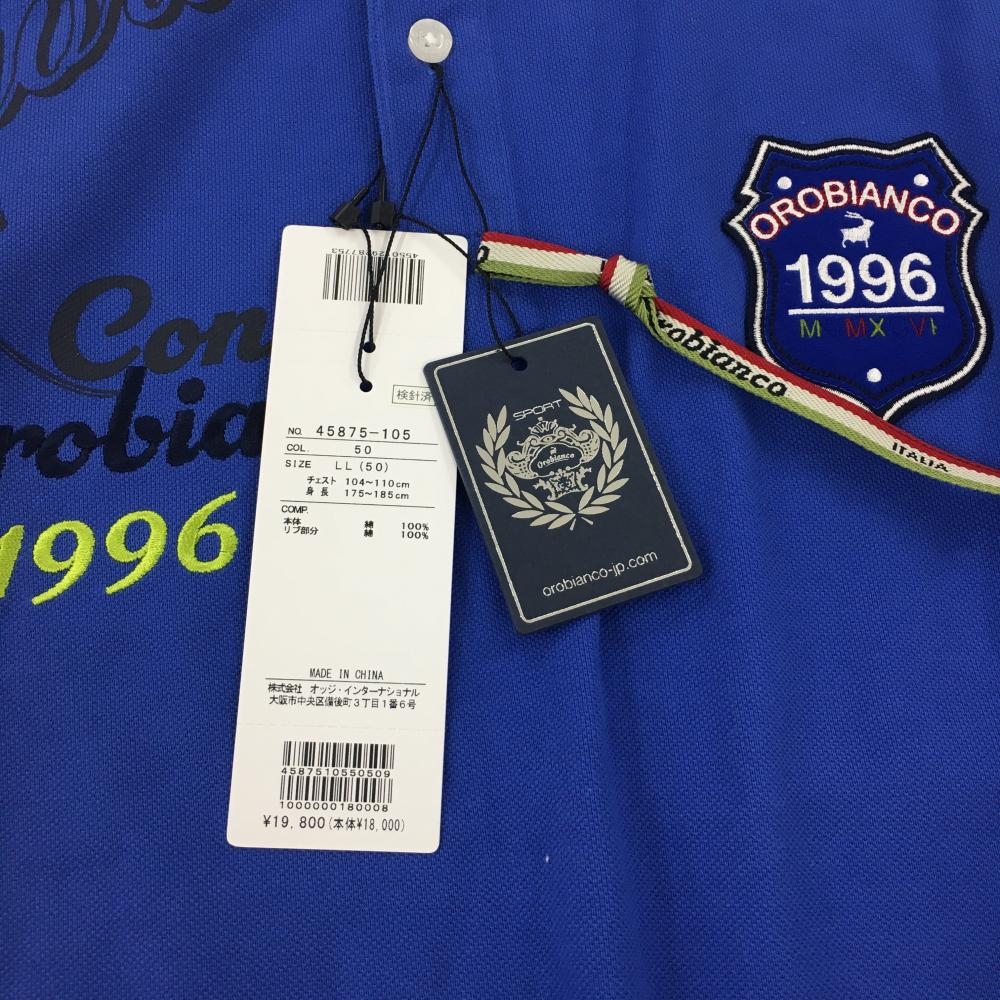 Con
robia
1996
4550129287753
検針済
NO. 45875-105
COL. 50
SIZE LL (50)
チェスト 104~110cm
身長 175~185cm
COMP.
本体 綿 100%
リブ部分 綿 100%
MADE IN CHINA
株式会社 オッジ・インターナショナル
大阪市中央区備後町3丁目1番6号
4587510550509
1000000180008
¥19,800(本体¥18,000)
SPORT
Orobianco
orobianco-jp.com
Orobianco
ITALIA
OROBIANCO
1996
M MX VI